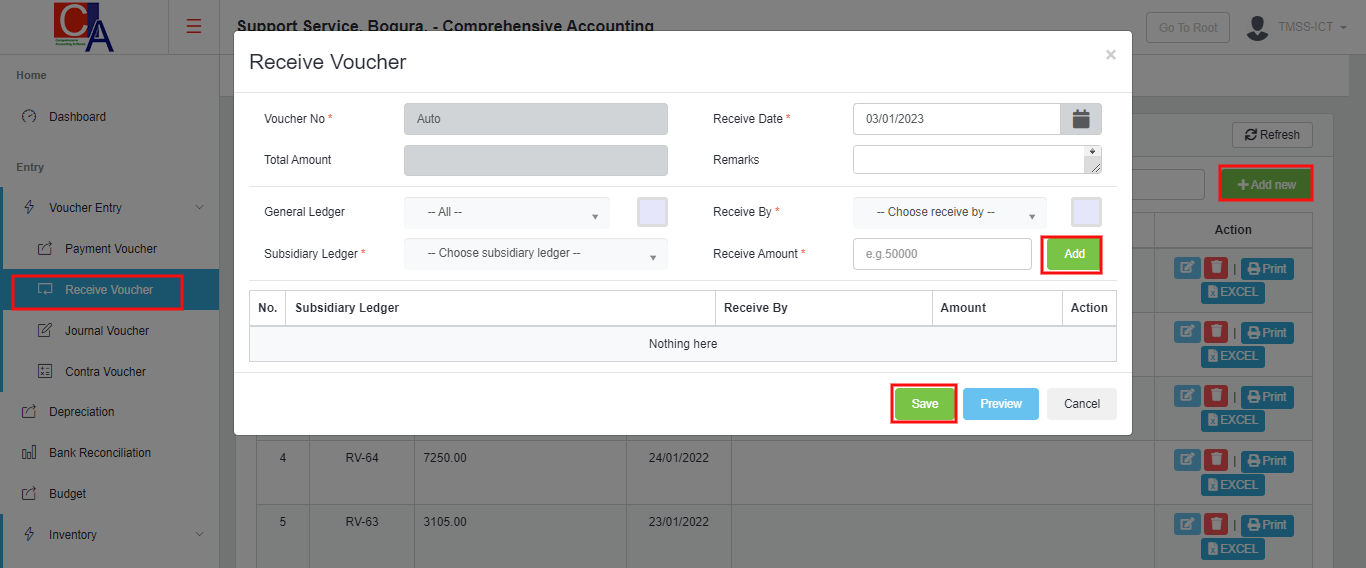 CA
Comprehensive
Accounting Software
Support Service, Bogura. - Comprehensive Accounting
Go To Root
TMSS-ICT
Home
Dashboard
Entry
Voucher Entry
Payment Voucher
Receive Voucher
Journal Voucher
Contra Voucher
Depreciation
Bank Reconciliation
Budget
Inventory
Refresh
Add new
Receive Voucher ×
Voucher No * Auto Receive Date * 03/01/2023
Total Amount Remarks
General Ledger -- All -- Receive By * -- Choose receive by --
Subsidiary Ledger * -- Choose subsidiary ledger -- Receive Amount * e.g.50000 Add
No. Subsidiary Ledger Receive By Amount Action
Nothing here
Save Preview Cancel
Action
| Print
EXCEL
| Print
EXCEL
| Print
EXCEL
4 RV-64 7250.00 24/01/2022 | Print
EXCEL
5 RV-63 3105.00 23/01/2022 | Print
EXCEL